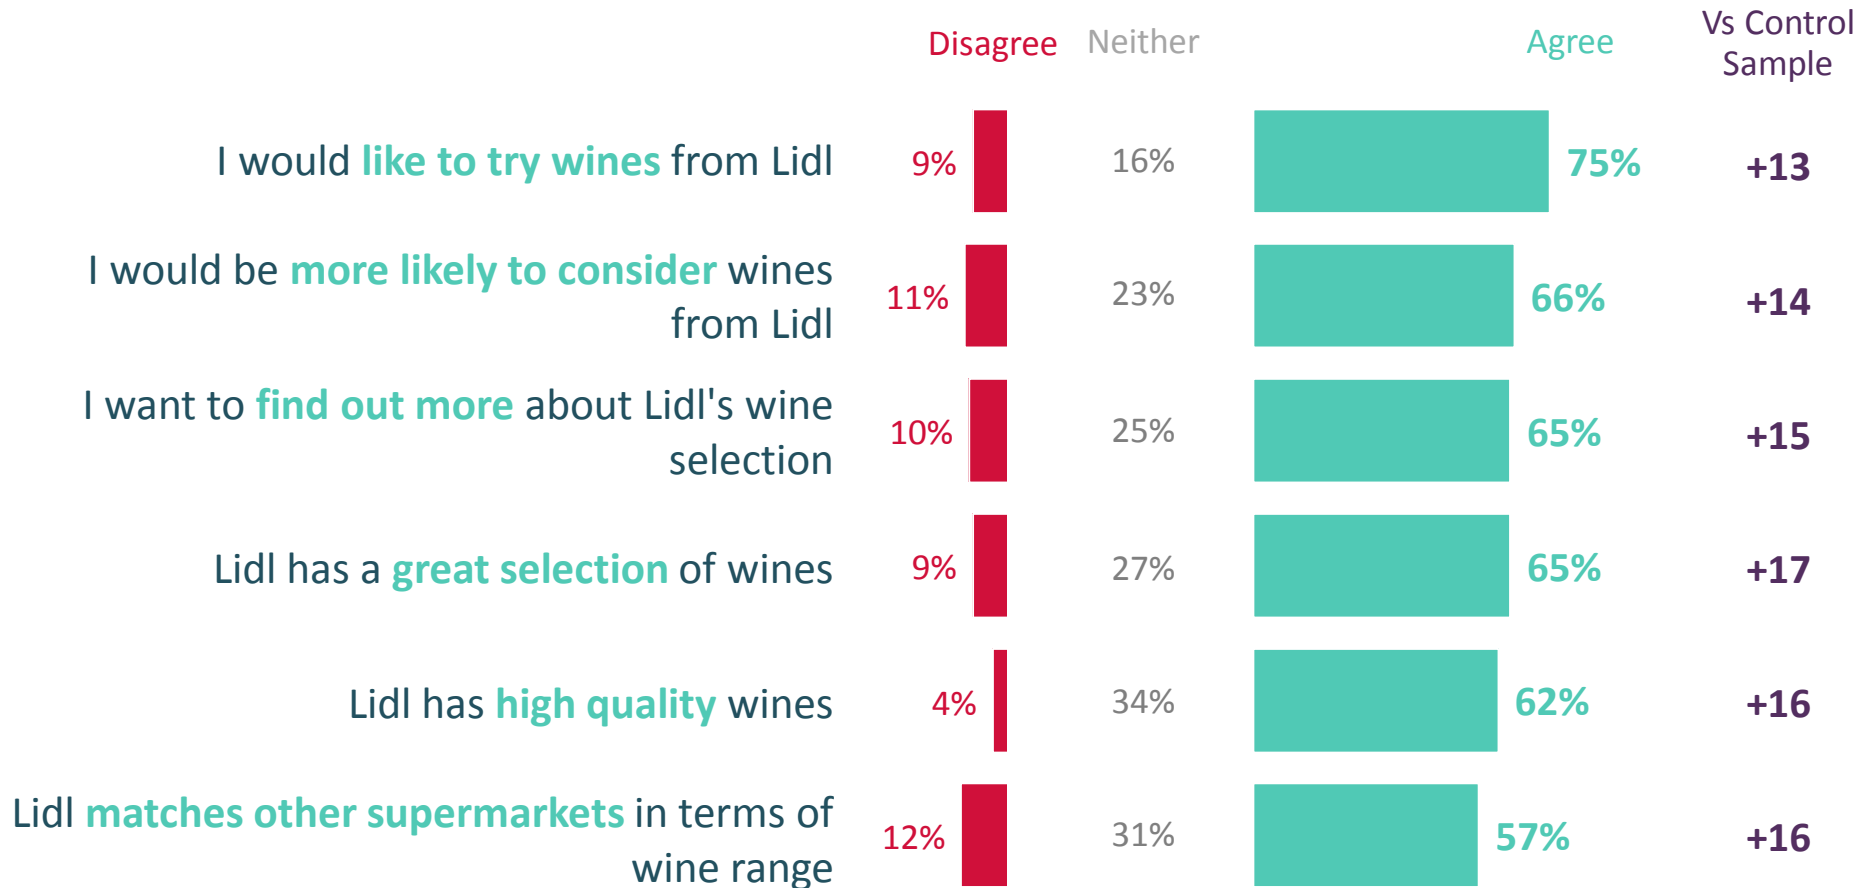 Disagree Neither Agree Vs Control
Sample
I would like to try wines from Lidl 9% 16% 75% +13
I would be more likely to consider wines
from Lidl 11% 23% 66% +14
I want to find out more about Lidl's wine
selection 10% 25% 65% +15
Lidl has a great selection of wines 9% 27% 65% +17
Lidl has high quality wines 4% 34% 62% +16
Lidl matches other supermarkets in terms of
wine range 12% 31% 57% +16